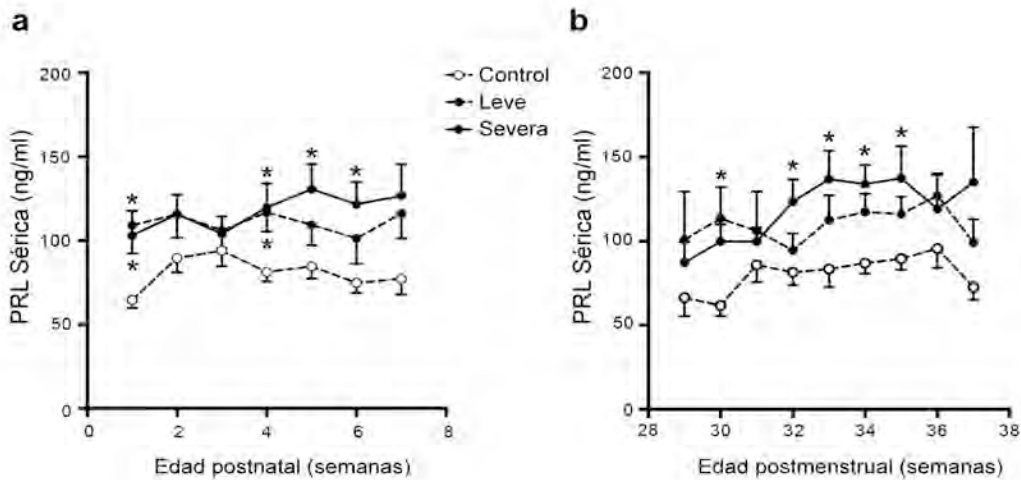 a
b
200
150
100
50
0
PRL Sérica (ng/ml)
0 2 4 6 8
Edad postnatal (semanas)
Control
Leve
Severa
* * * * * *
200
150
100
50
0
PRL Sérica (ng/ml)
28 30 32 34 36 38
Edad postmenstrual (semanas)
* * * * *